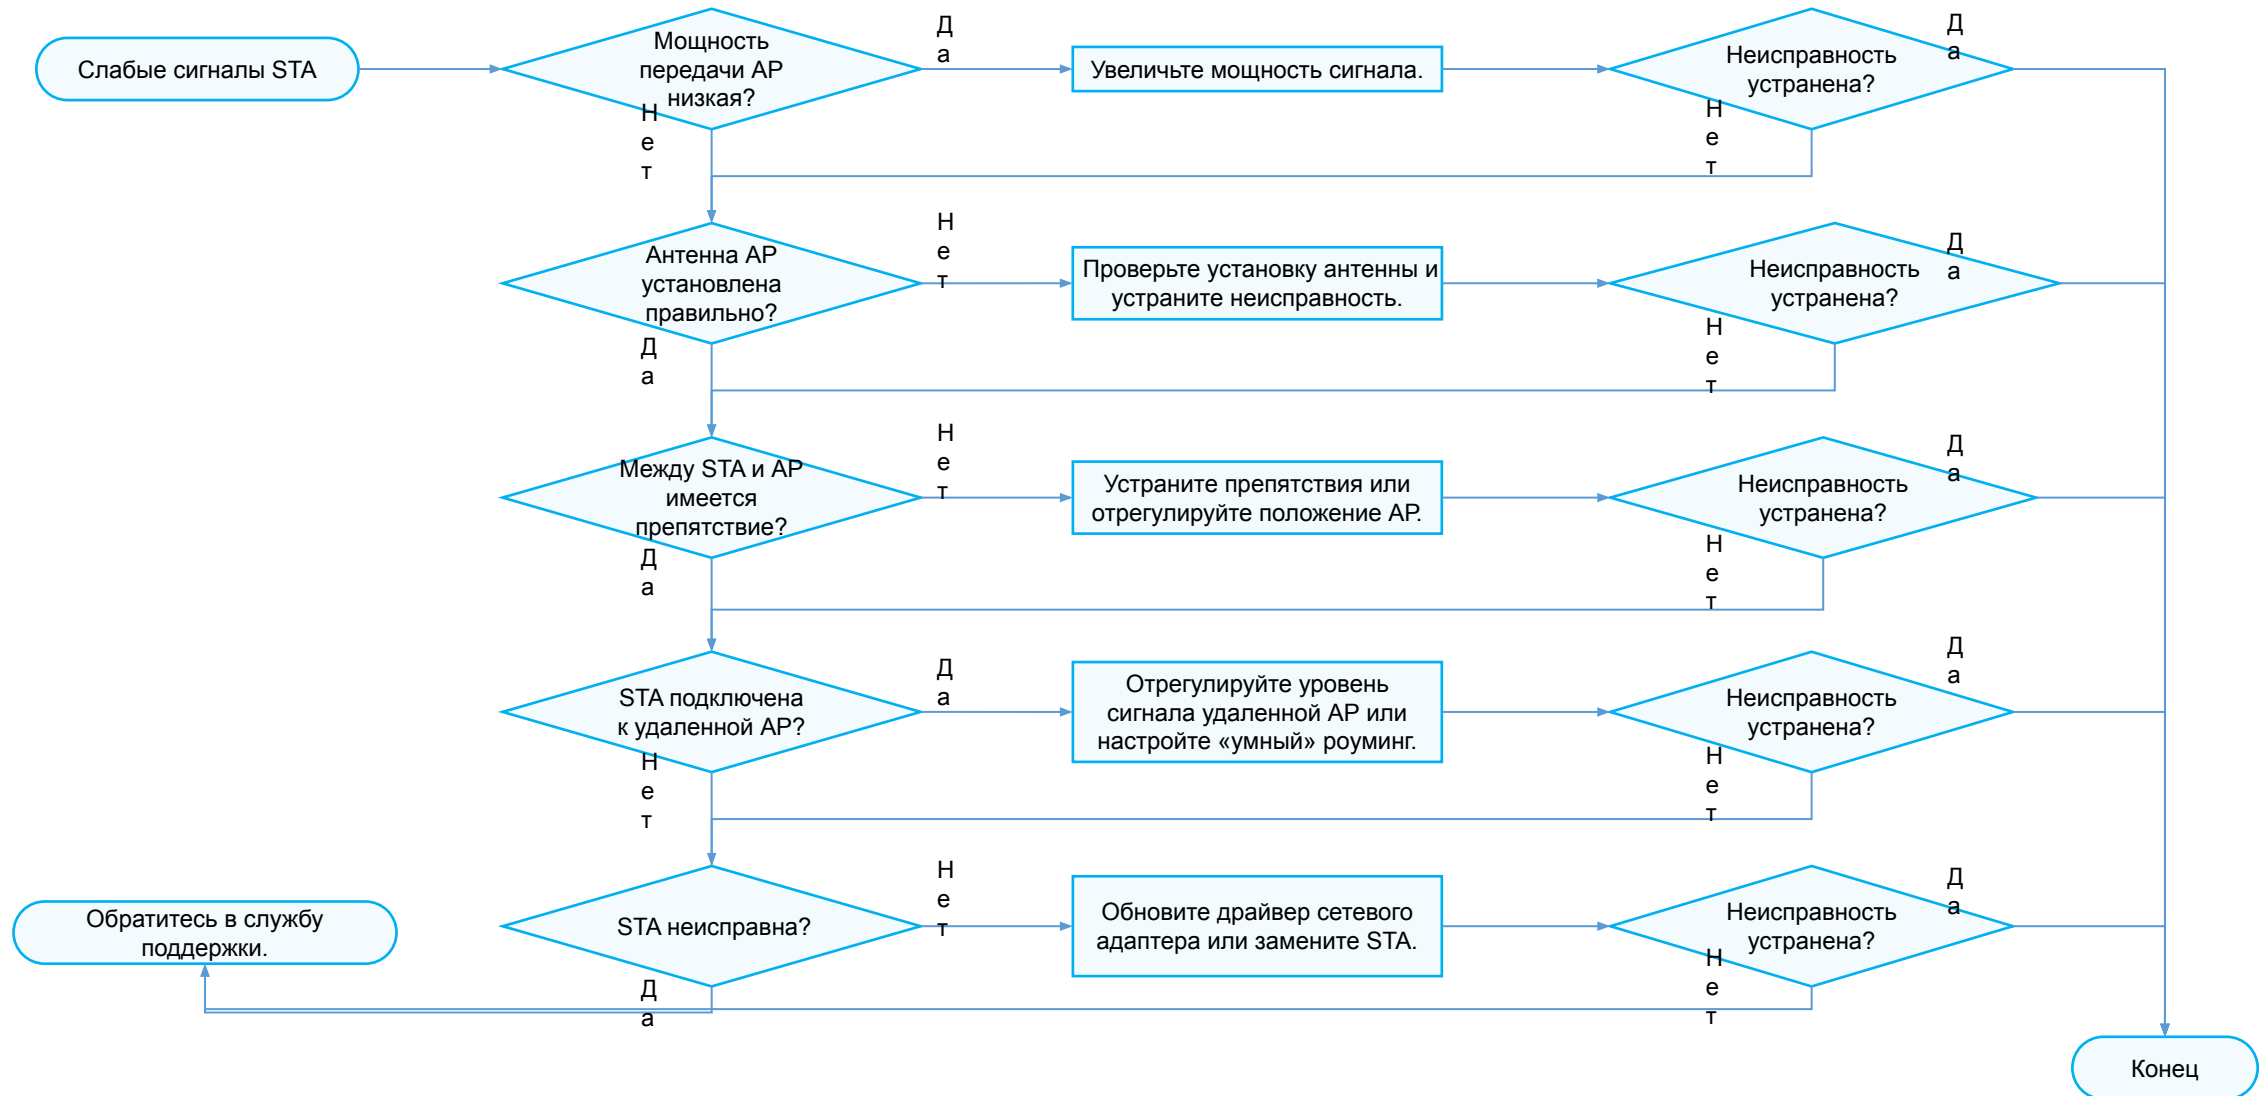 Слабые сигналы STA
Мощность
передачи AP
низкая?
Да
Увеличьте мощность сигнала.
Неисправность
устранена?
Да
Нет
Нет
Антенна AP
установлена
правильно?
Нет
Проверьте установку антенны и
устраните неисправность.
Неисправность
устранена?
Да
Да
Нет
Между STA и AP
имеется
препятствие?
Нет
Устраните препятствия или
отрегулируйте положение AP.
Неисправность
устранена?
Да
Да
Нет
STA подключена
к удаленной AP?
Да
Отрегулируйте уровень
сигнала удаленной AP или
настройте «умный» роуминг.
Неисправность
устранена?
Да
Нет
Нет
STA неисправна?
Нет
Обновите драйвер сетевого
адаптера или замените STA.
Неисправность
устранена?
Да
Да
Нет
Обратитесь в службу
поддержки.
Конец